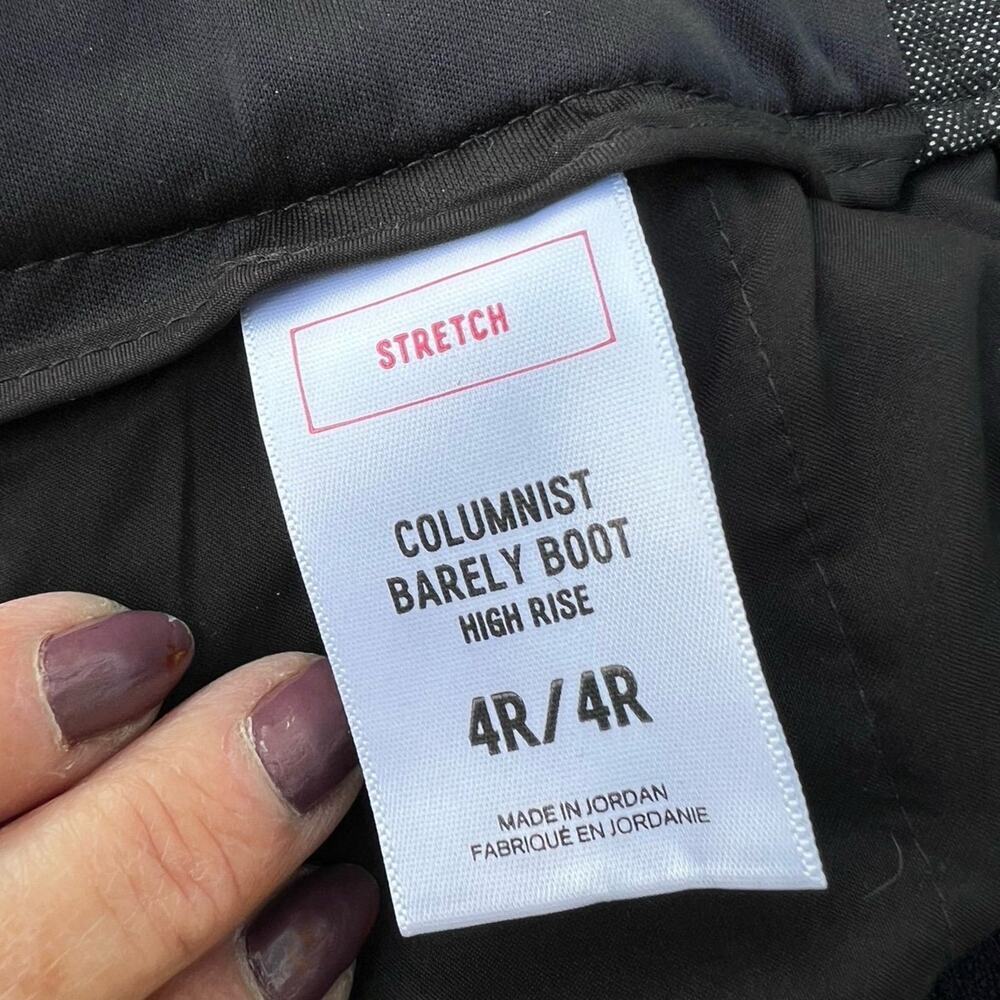 STRETCH
COLUMNIST
BARELY BOOT
HIGH RISE
4R/4R
MADE IN JORDAN
FABRIQUÉ EN JORDANIE